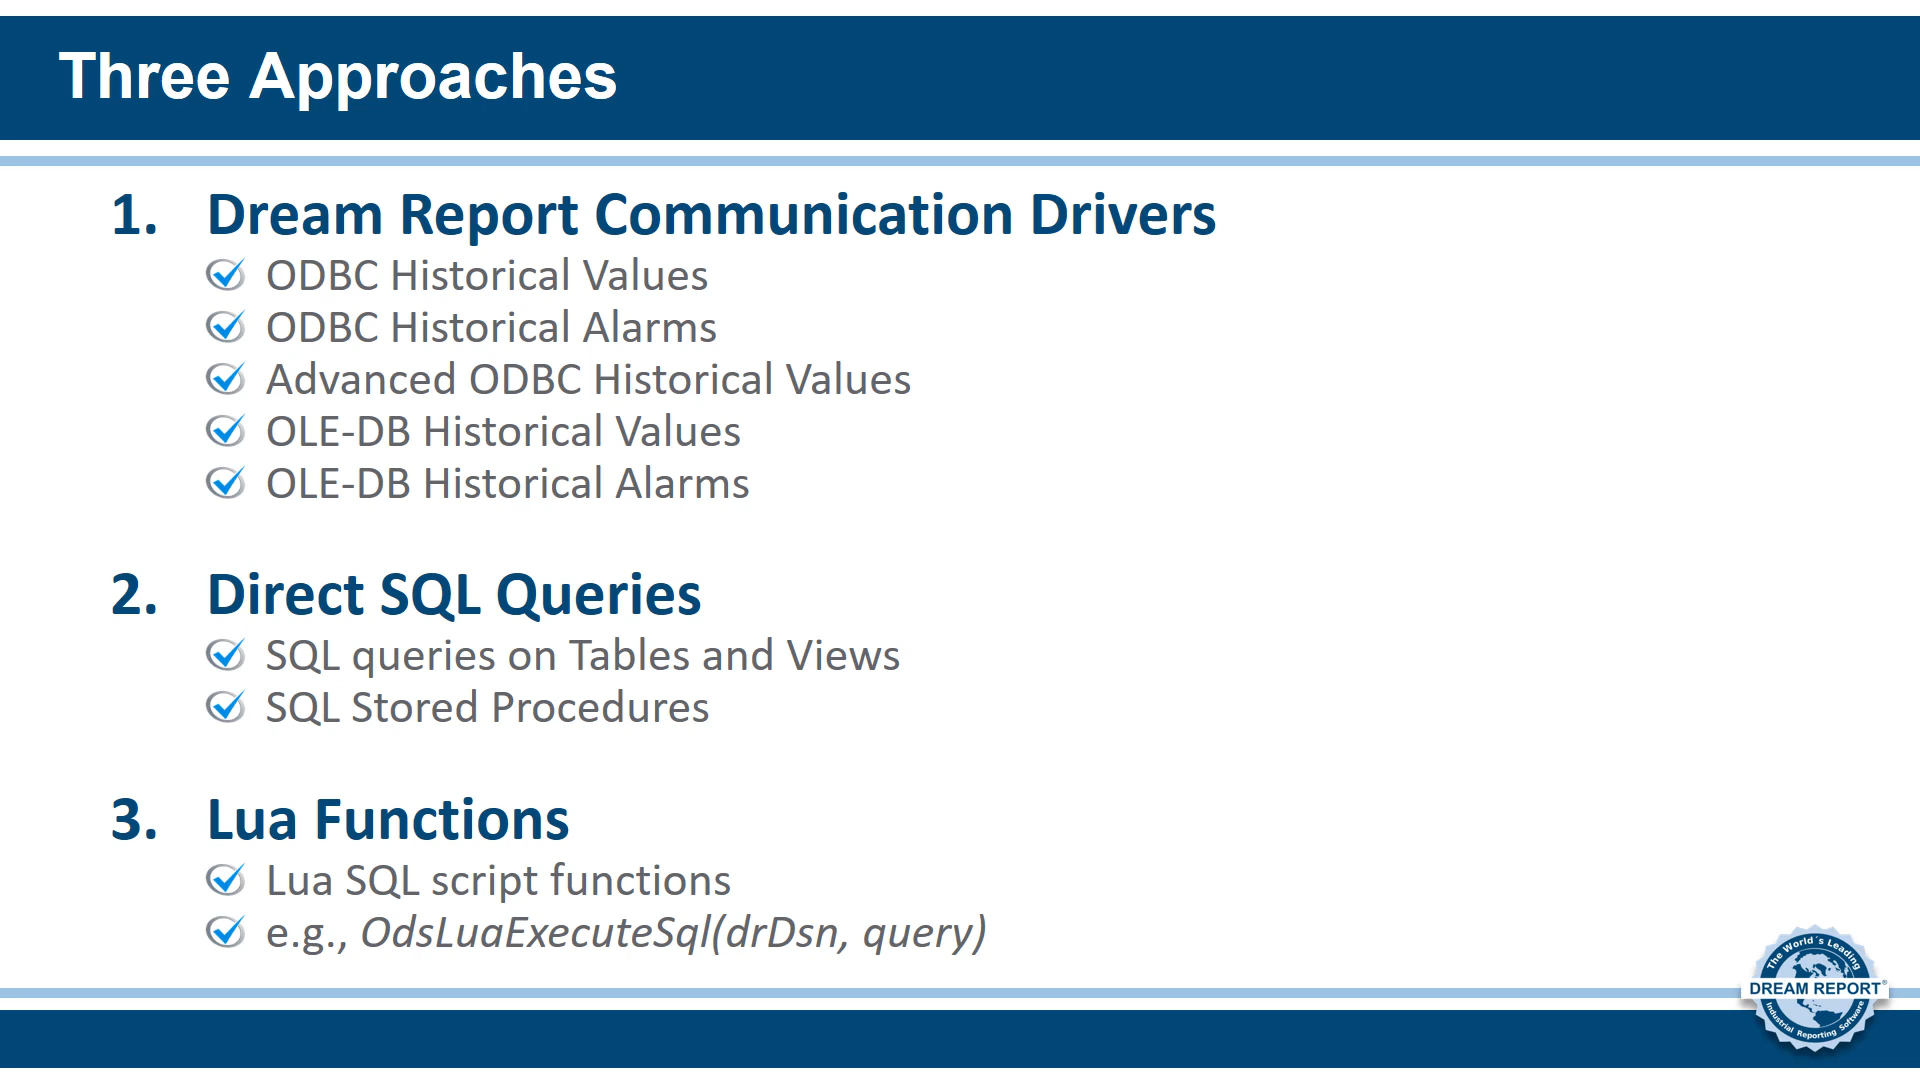 Three Approaches
1. Dream Report Communication Drivers
ODBC Historical Values
ODBC Historical Alarms
Advanced ODBC Historical Values
OLE-DB Historical Values
OLE-DB Historical Alarms
2. Direct SQL Queries
SQL queries on Tables and Views
SQL Stored Procedures
3. Lua Functions
Lua SQL script functions
e.g., OdsLuaExecuteSql(drDsn, query)
The World's Leading
DREAM REPORT®
Industrial Reporting Software